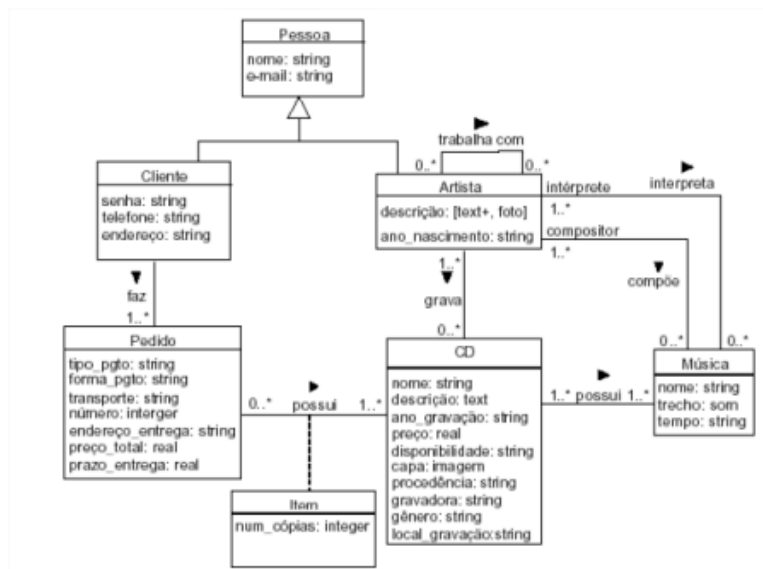 Pessoa
nome: string
e-mail: string
trabalha com
0..*
0..*
Cliente
senha: string
telefone: string
endereço: string
Artista
descrição: [text+, foto]
ano_nascimento: string
intérprete
1..*
interpreta
compositor
1..*
compõe
faz
1..*
1..*
grava
0..*
0..*
0..*
Pedido
tipo_pgto: string
forma_pgto: string
transporte: string
número: interger
endereço_entrega: string
preço_total: real
prazo_entrega: real
0..*
possui
1..*
CD
nome: string
descrição: text
ano_gravação: string
preço: real
disponibilidade: string
capa: imagem
procedência: string
gravadora: string
gênero: string
local_gravação:string
1..* possui 1..*
Música
nome: string
trecho: som
tempo: string
Item
num_cópias: integer